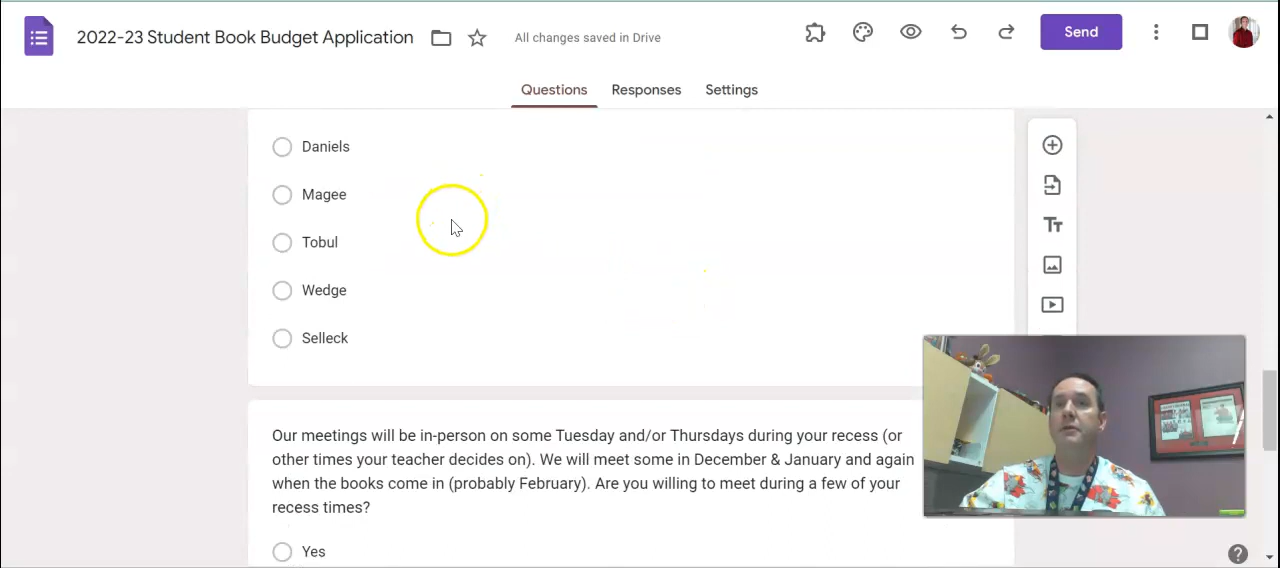 2022-23 Student Book Budget Application
All changes saved in Drive
Send
Questions
Responses
Settings
Daniels
Magee
Tobul
Wedge
Selleck
Our meetings will be in-person on some Tuesday and/or Thursdays during your recess (or
other times your teacher decides on). We will meet some in December & January and again
when the books come in (probably February). Are you willing to meet during a few of your
recess times?
Yes